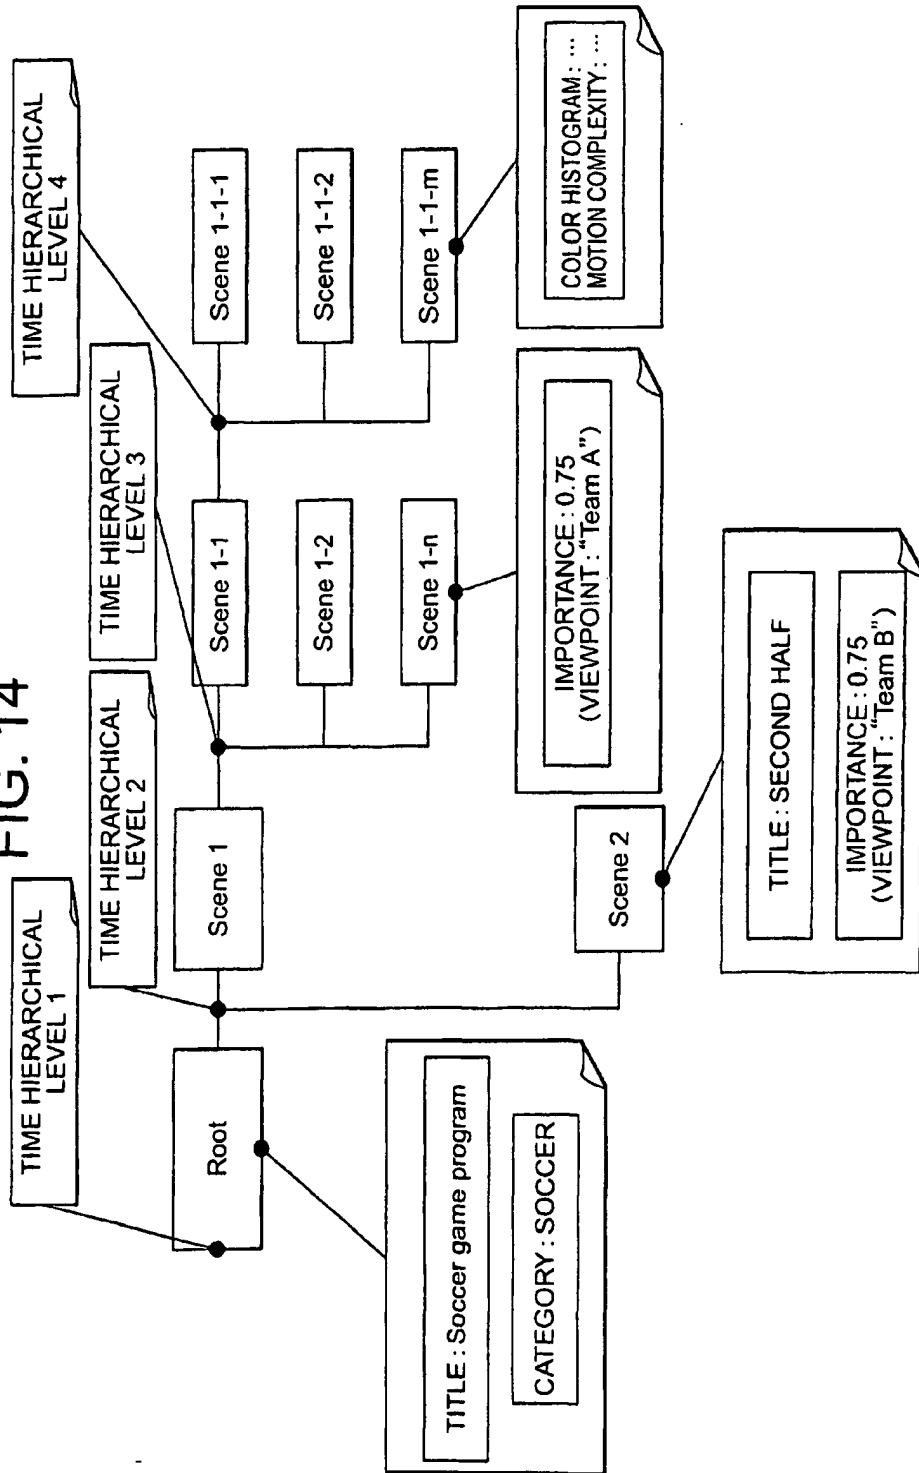 FIG. 14
TIME HIERARCHICAL
LEVEL 1
TIME HIERARCHICAL
LEVEL 2
TIME HIERARCHICAL
LEVEL 3
TIME HIERARCHICAL
LEVEL 4
Root
Scene 1
Scene 1-1
Scene 1-1-1
Scene 1-2
Scene 1-1-2
Scene 1-n
Scene 1-1-m
Scene 2
TITLE : Soccer game program
CATEGORY : SOCCER
IMPORTANCE : 0.75
(VIEWPOINT : “Team A”)
COLOR HISTOGRAM : ···
MOTION COMPLEXITY : ···
TITLE : SECOND HALF
IMPORTANCE : 0.75
(VIEWPOINT : “Team B”)